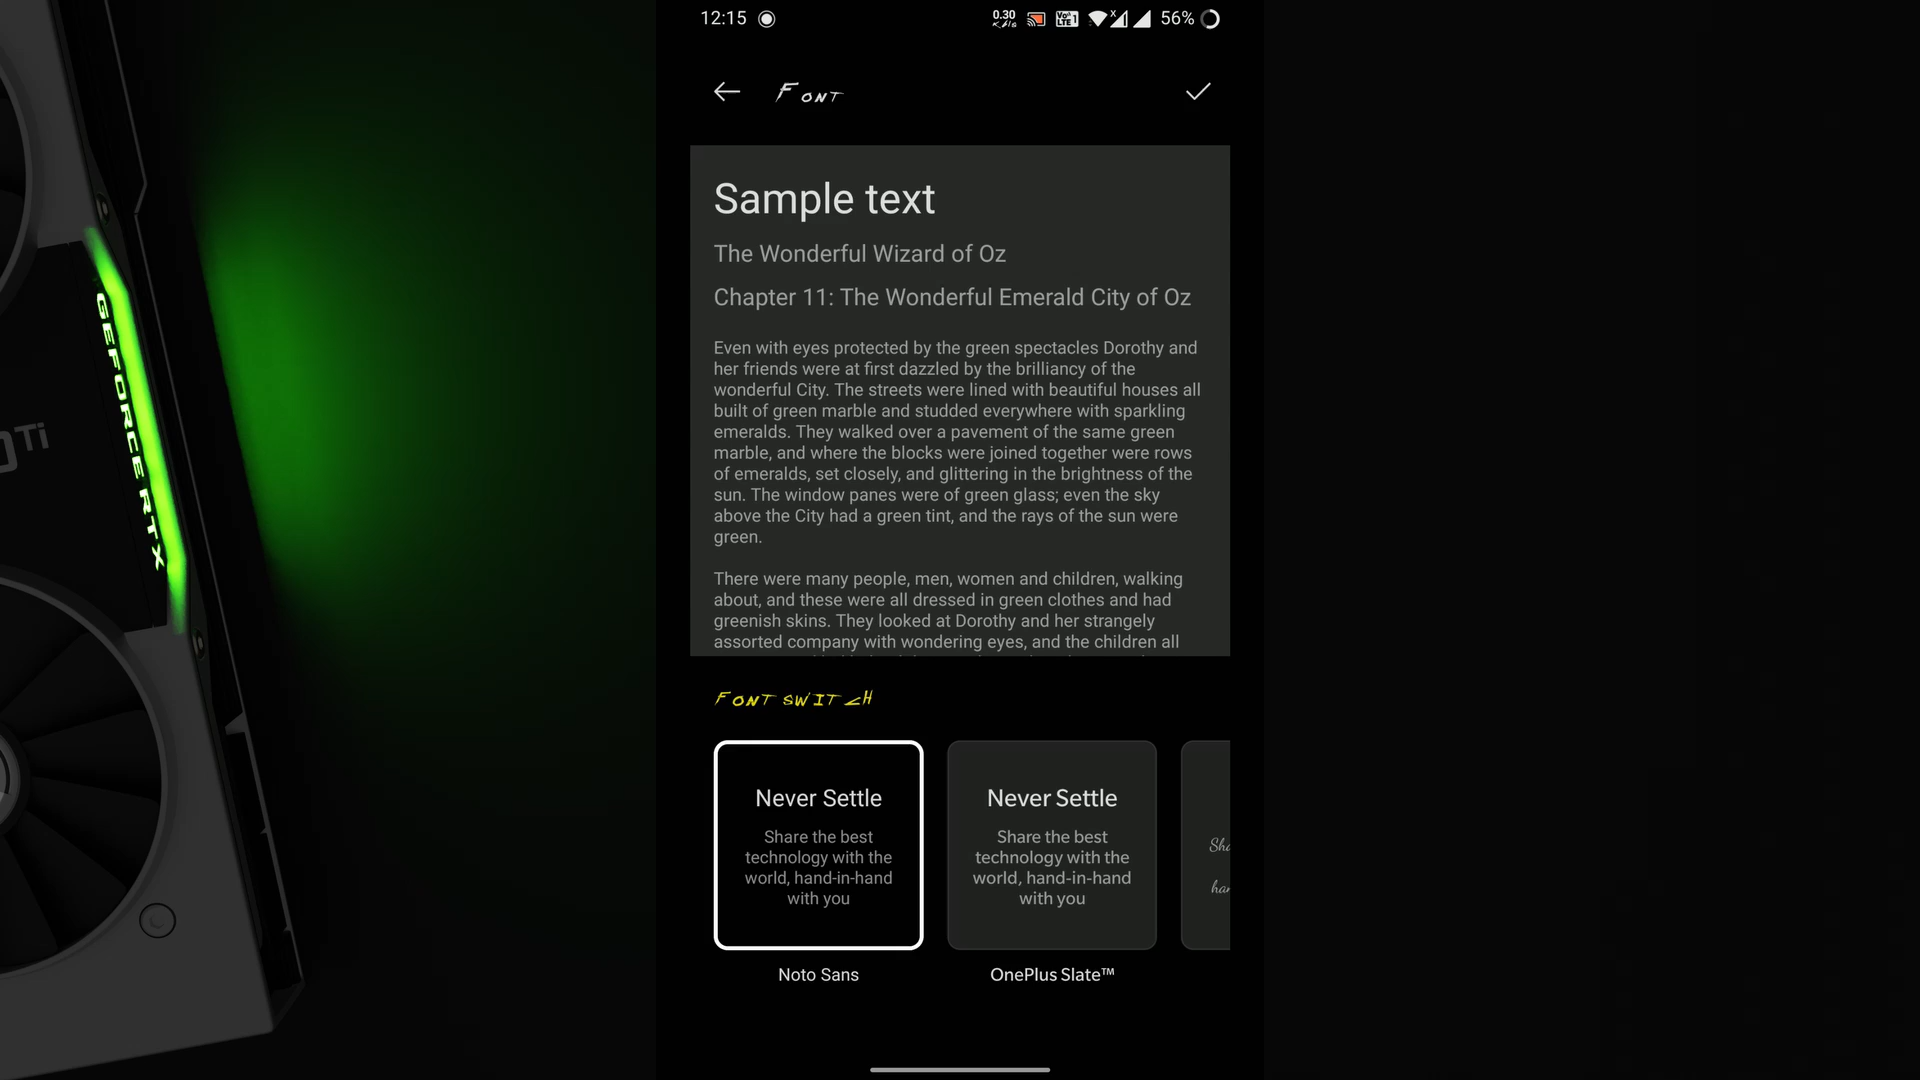 12:15
0.30
K/s
Vo 1
LTE
X
56%
Font
Sample text
The Wonderful Wizard of Oz
Chapter 11: The Wonderful Emerald City of Oz
Even with eyes protected by the green spectacles Dorothy and
her friends were at first dazzled by the brilliancy of the
wonderful City. The streets were lined with beautiful houses all
built of green marble and studded everywhere with sparkling
emeralds. They walked over a pavement of the same green
marble, and where the blocks were joined together were rows
of emeralds, set closely, and glittering in the brightness of the
sun. The window panes were of green glass; even the sky
above the City had a green tint, and the rays of the sun were
green.
There were many people, men, women and children, walking
about, and these were all dressed in green clothes and had
greenish skins. They looked at Dorothy and her strangely
assorted company with wondering eyes, and the children all
FONT SWITCH
Never Settle
Share the best
technology with the
world, hand-in-hand
with you
Noto Sans
Never Settle
Share the best
technology with the
world, hand-in-hand
with you
OnePlus Slate™
Sha
har
GEFORCE RTX
Ti